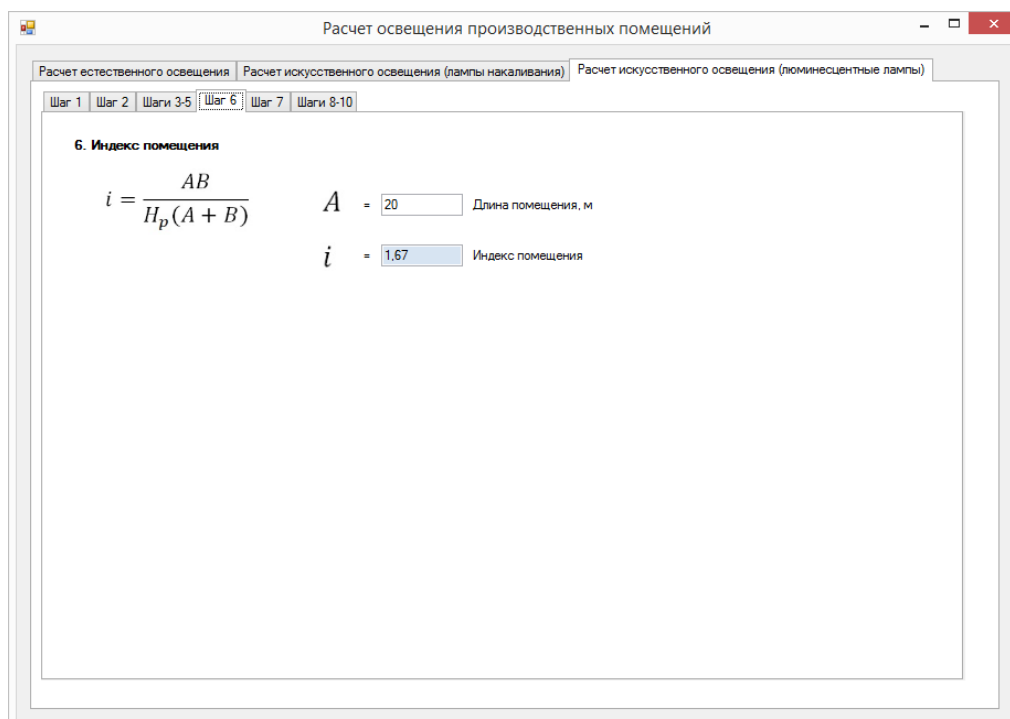 Расчет освещения производственных помещений
Расчет естественного освещения Расчет искусственного освещения (лампы накаливания) Расчет искусственного освещения (люминесцентные лампы)
Шаг 1 Шаг 2 Шаги 3-5 Шаг 6 Шаг 7 Шаги 8-10
6. Индекс помещения
i = AB / H_p(A + B)
A = 20 Длина помещения, м
i = 1,67 Индекс помещения